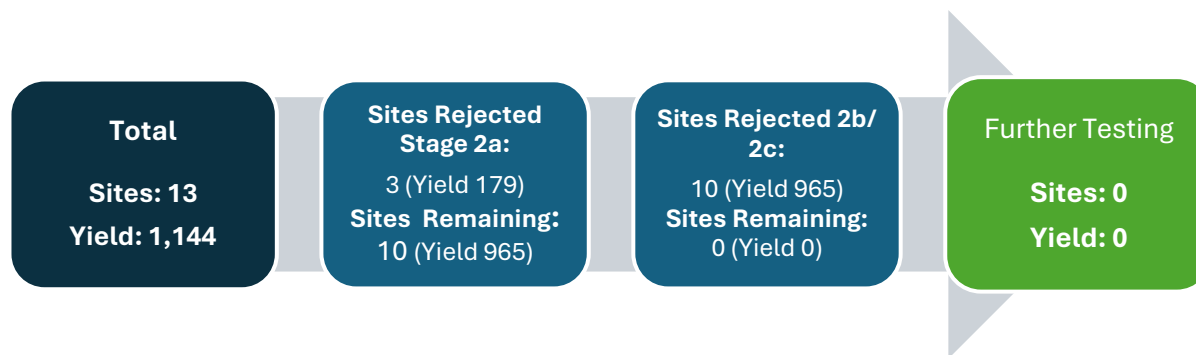 Total
Sites: 13
Yield: 1,144
Sites Rejected
Stage 2a:
3 (Yield 179)
Sites Remaining:
10 (Yield 965)
Sites Rejected 2b/
2c:
10 (Yield 965)
Sites Remaining:
0 (Yield 0)
Further Testing
Sites: 0
Yield: 0